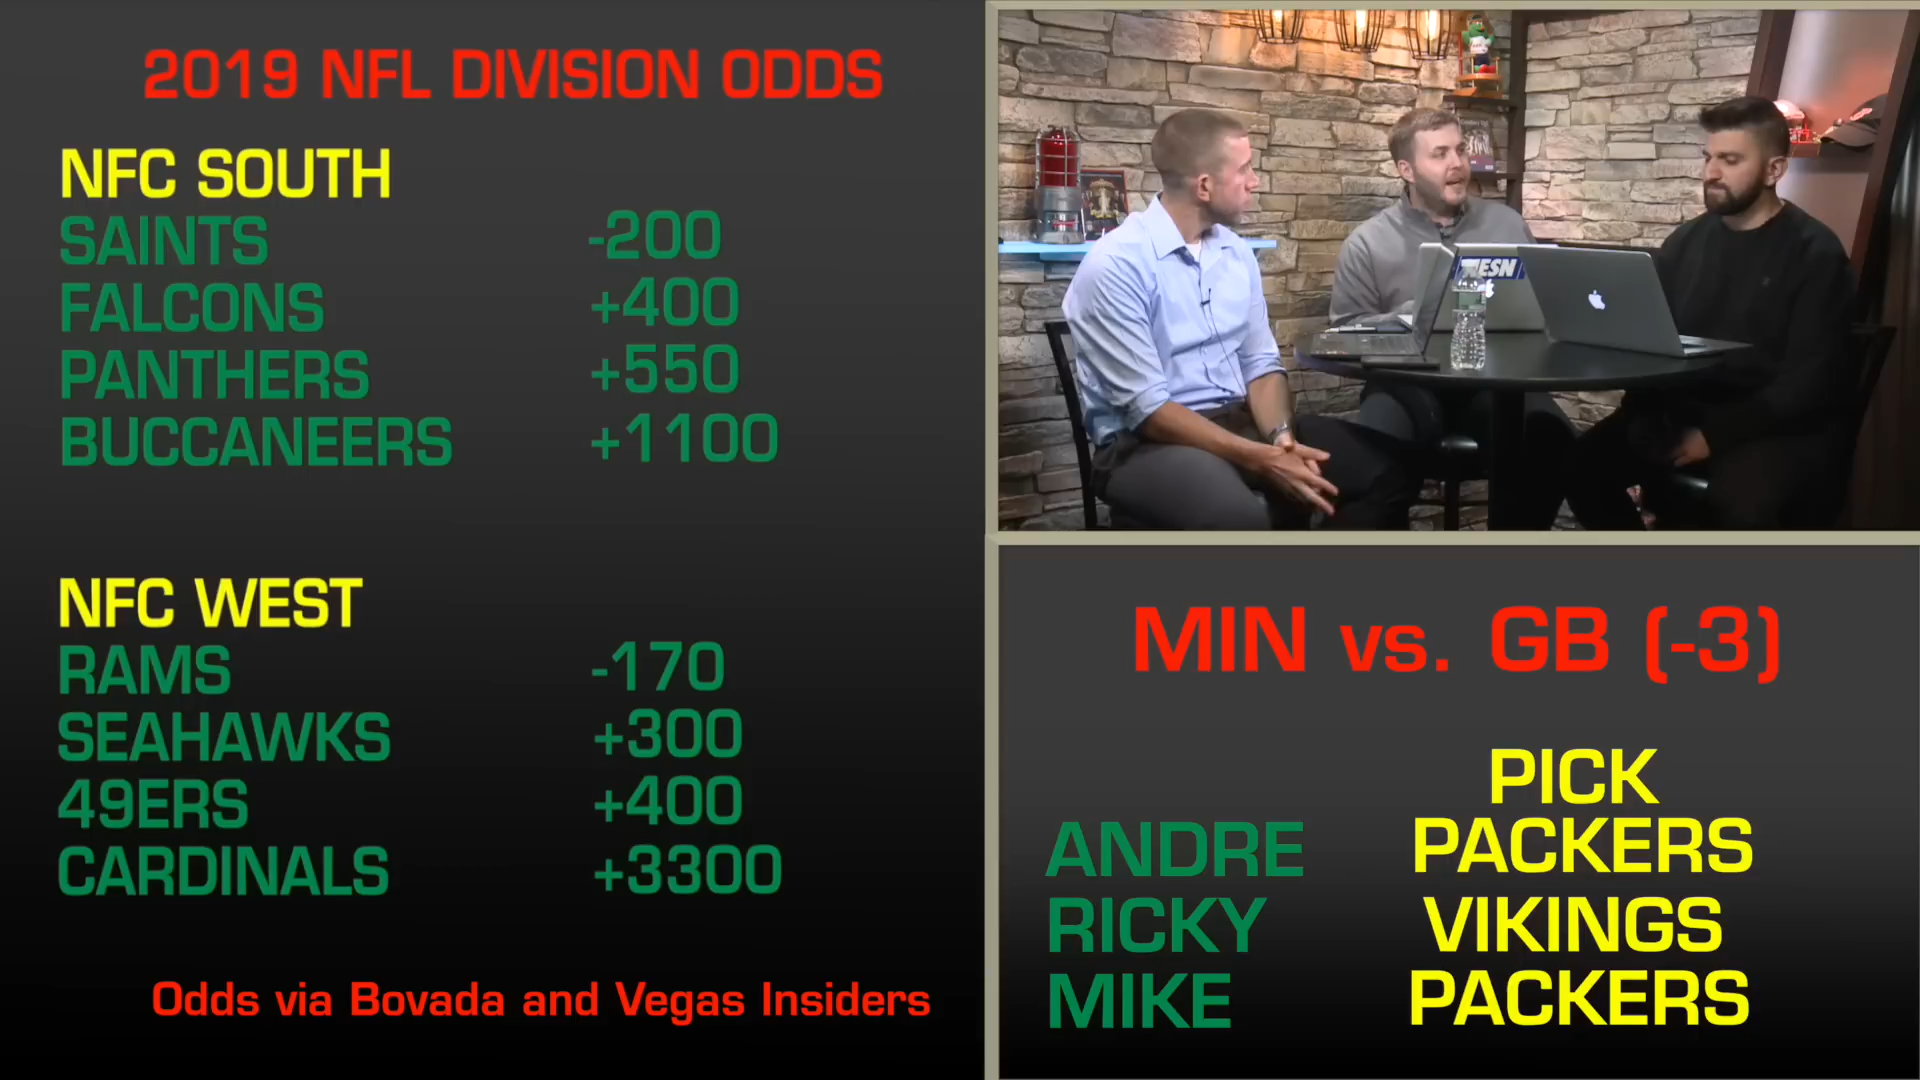 2019 NFL DIVISION ODDS
NFC SOUTH
SAINTS -200
FALCONS +400
PANTHERS +550
BUCCANEERS +1100
NFC WEST
RAMS -170
SEAHAWKS +300
49ERS +400
CARDINALS +3300
Odds via Bovada and Vegas Insiders
NESN
MIN vs. GB (-3)
PICK
ANDRE PACKERS
RICKY VIKINGS
MIKE PACKERS